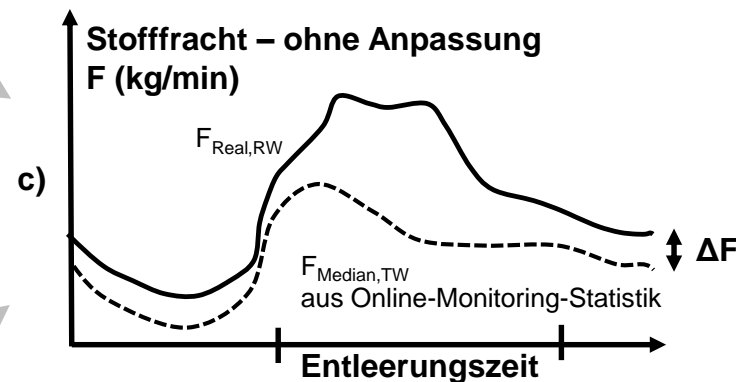 Stofffracht – ohne Anpassung
F (kg/min)
F_Real,RW
c)
ΔF
F_Median,TW
aus Online-Monitoring-Statistik
Entleerungszeit